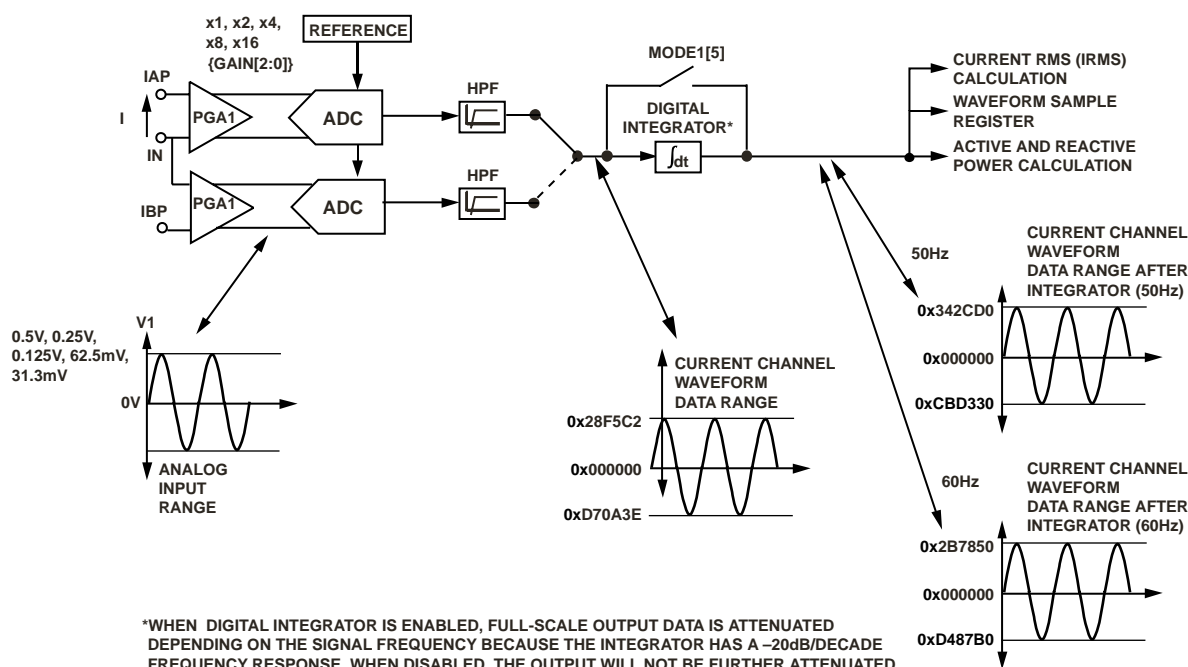 x1, x2, x4,
x8, x16
{GAIN[2:0]}
REFERENCE
IAP
I
IN
IBP
PGA1
ADC
HPF
PGA1
ADC
HPF
MODE1[5]
DIGITAL
INTEGRATOR*
∫dt
CURRENT RMS (IRMS)
CALCULATION
WAVEFORM SAMPLE
REGISTER
ACTIVE AND REACTIVE
POWER CALCULATION
V1
0.5V, 0.25V,
0.125V, 62.5mV,
31.3mV
0V
ANALOG
INPUT
RANGE
CURRENT CHANNEL
WAVEFORM
DATA RANGE
0x28F5C2
0x000000
0xD70A3E
50Hz
CURRENT CHANNEL
WAVEFORM
DATA RANGE AFTER
INTEGRATOR (50Hz)
0x342CD0
0x000000
0xCBD330
60Hz
CURRENT CHANNEL
WAVEFORM
DATA RANGE AFTER
INTEGRATOR (60Hz)
0x2B7850
0x000000
0xD487B0
*WHEN DIGITAL INTEGRATOR IS ENABLED, FULL-SCALE OUTPUT DATA IS ATTENUATED
DEPENDING ON THE SIGNAL FREQUENCY BECAUSE THE INTEGRATOR HAS A –20dB/DECADE
FREQUENCY RESPONSE. WHEN DISABLED, THE OUTPUT WILL NOT BE FURTHER ATTENUATED.